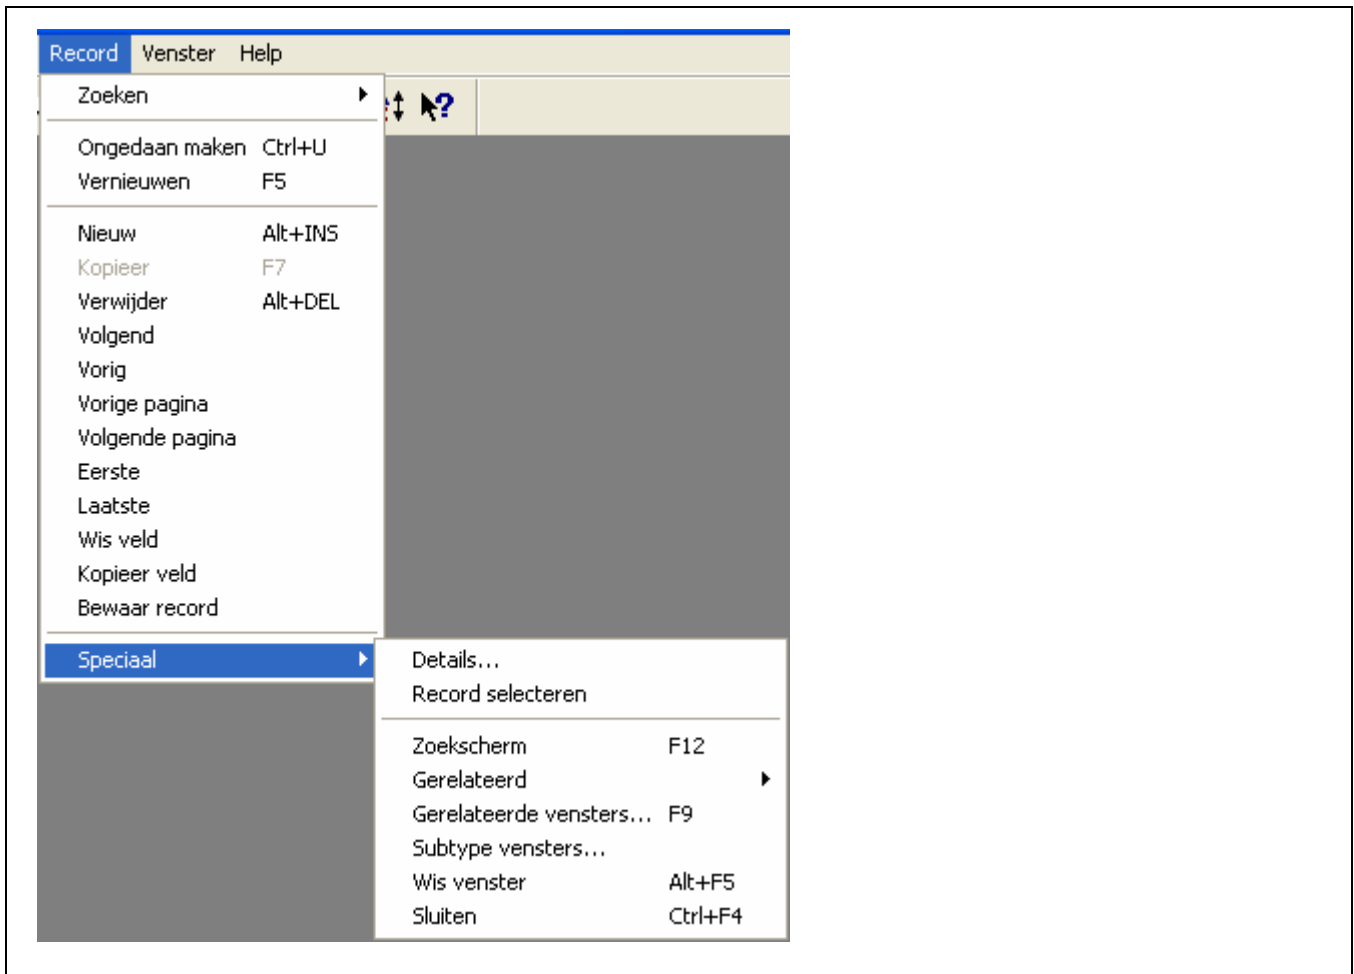 Record Venster Help
Zoeken
?
Ongedaan maken Ctrl+U
Vernieuwen F5
Nieuw Alt+INS
Kopieer F7
Verwijder Alt+DEL
Volgend
Vorig
Vorige pagina
Volgende pagina
Eerste
Laatste
Wis veld
Kopieer veld
Bewaar record
Speciaal
Details...
Record selecteren
Zoekscherm F12
Gerelateerd
Gerelateerde vensters... F9
Subtype vensters...
Wis venster Alt+F5
Sluiten Ctrl+F4